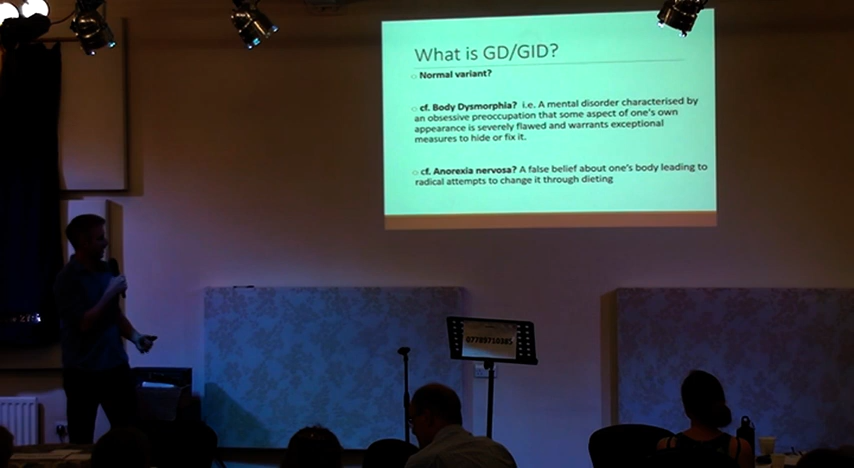 What is GD/GID?
○ Normal variant?
○ cf. Body Dysmorphia? i.e. A mental disorder characterised by
an obsessive preoccupation that some aspect of one's own
appearance is severely flawed and warrants exceptional
measures to hide or fix it.
○ cf. Anorexia nervosa? A false belief about one's body leading to
radical attempts to change it through dieting
07789710385